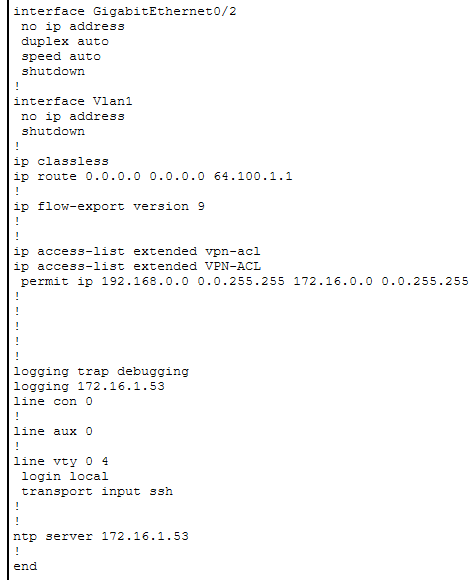 interface GigabitEthernet0/2
 no ip address
 duplex auto
 speed auto
 shutdown
!
interface Vlan1
 no ip address
 shutdown
!
ip classless
ip route 0.0.0.0 0.0.0.0 64.100.1.1
!
ip flow-export version 9
!
!
ip access-list extended vpn-acl
ip access-list extended VPN-ACL
 permit ip 192.168.0.0 0.0.255.255 172.16.0.0 0.0.255.255
!
!
!
!
!
logging trap debugging
logging 172.16.1.53
line con 0
!
line aux 0
!
line vty 0 4
 login local
 transport input ssh
!
!
ntp server 172.16.1.53
!
end